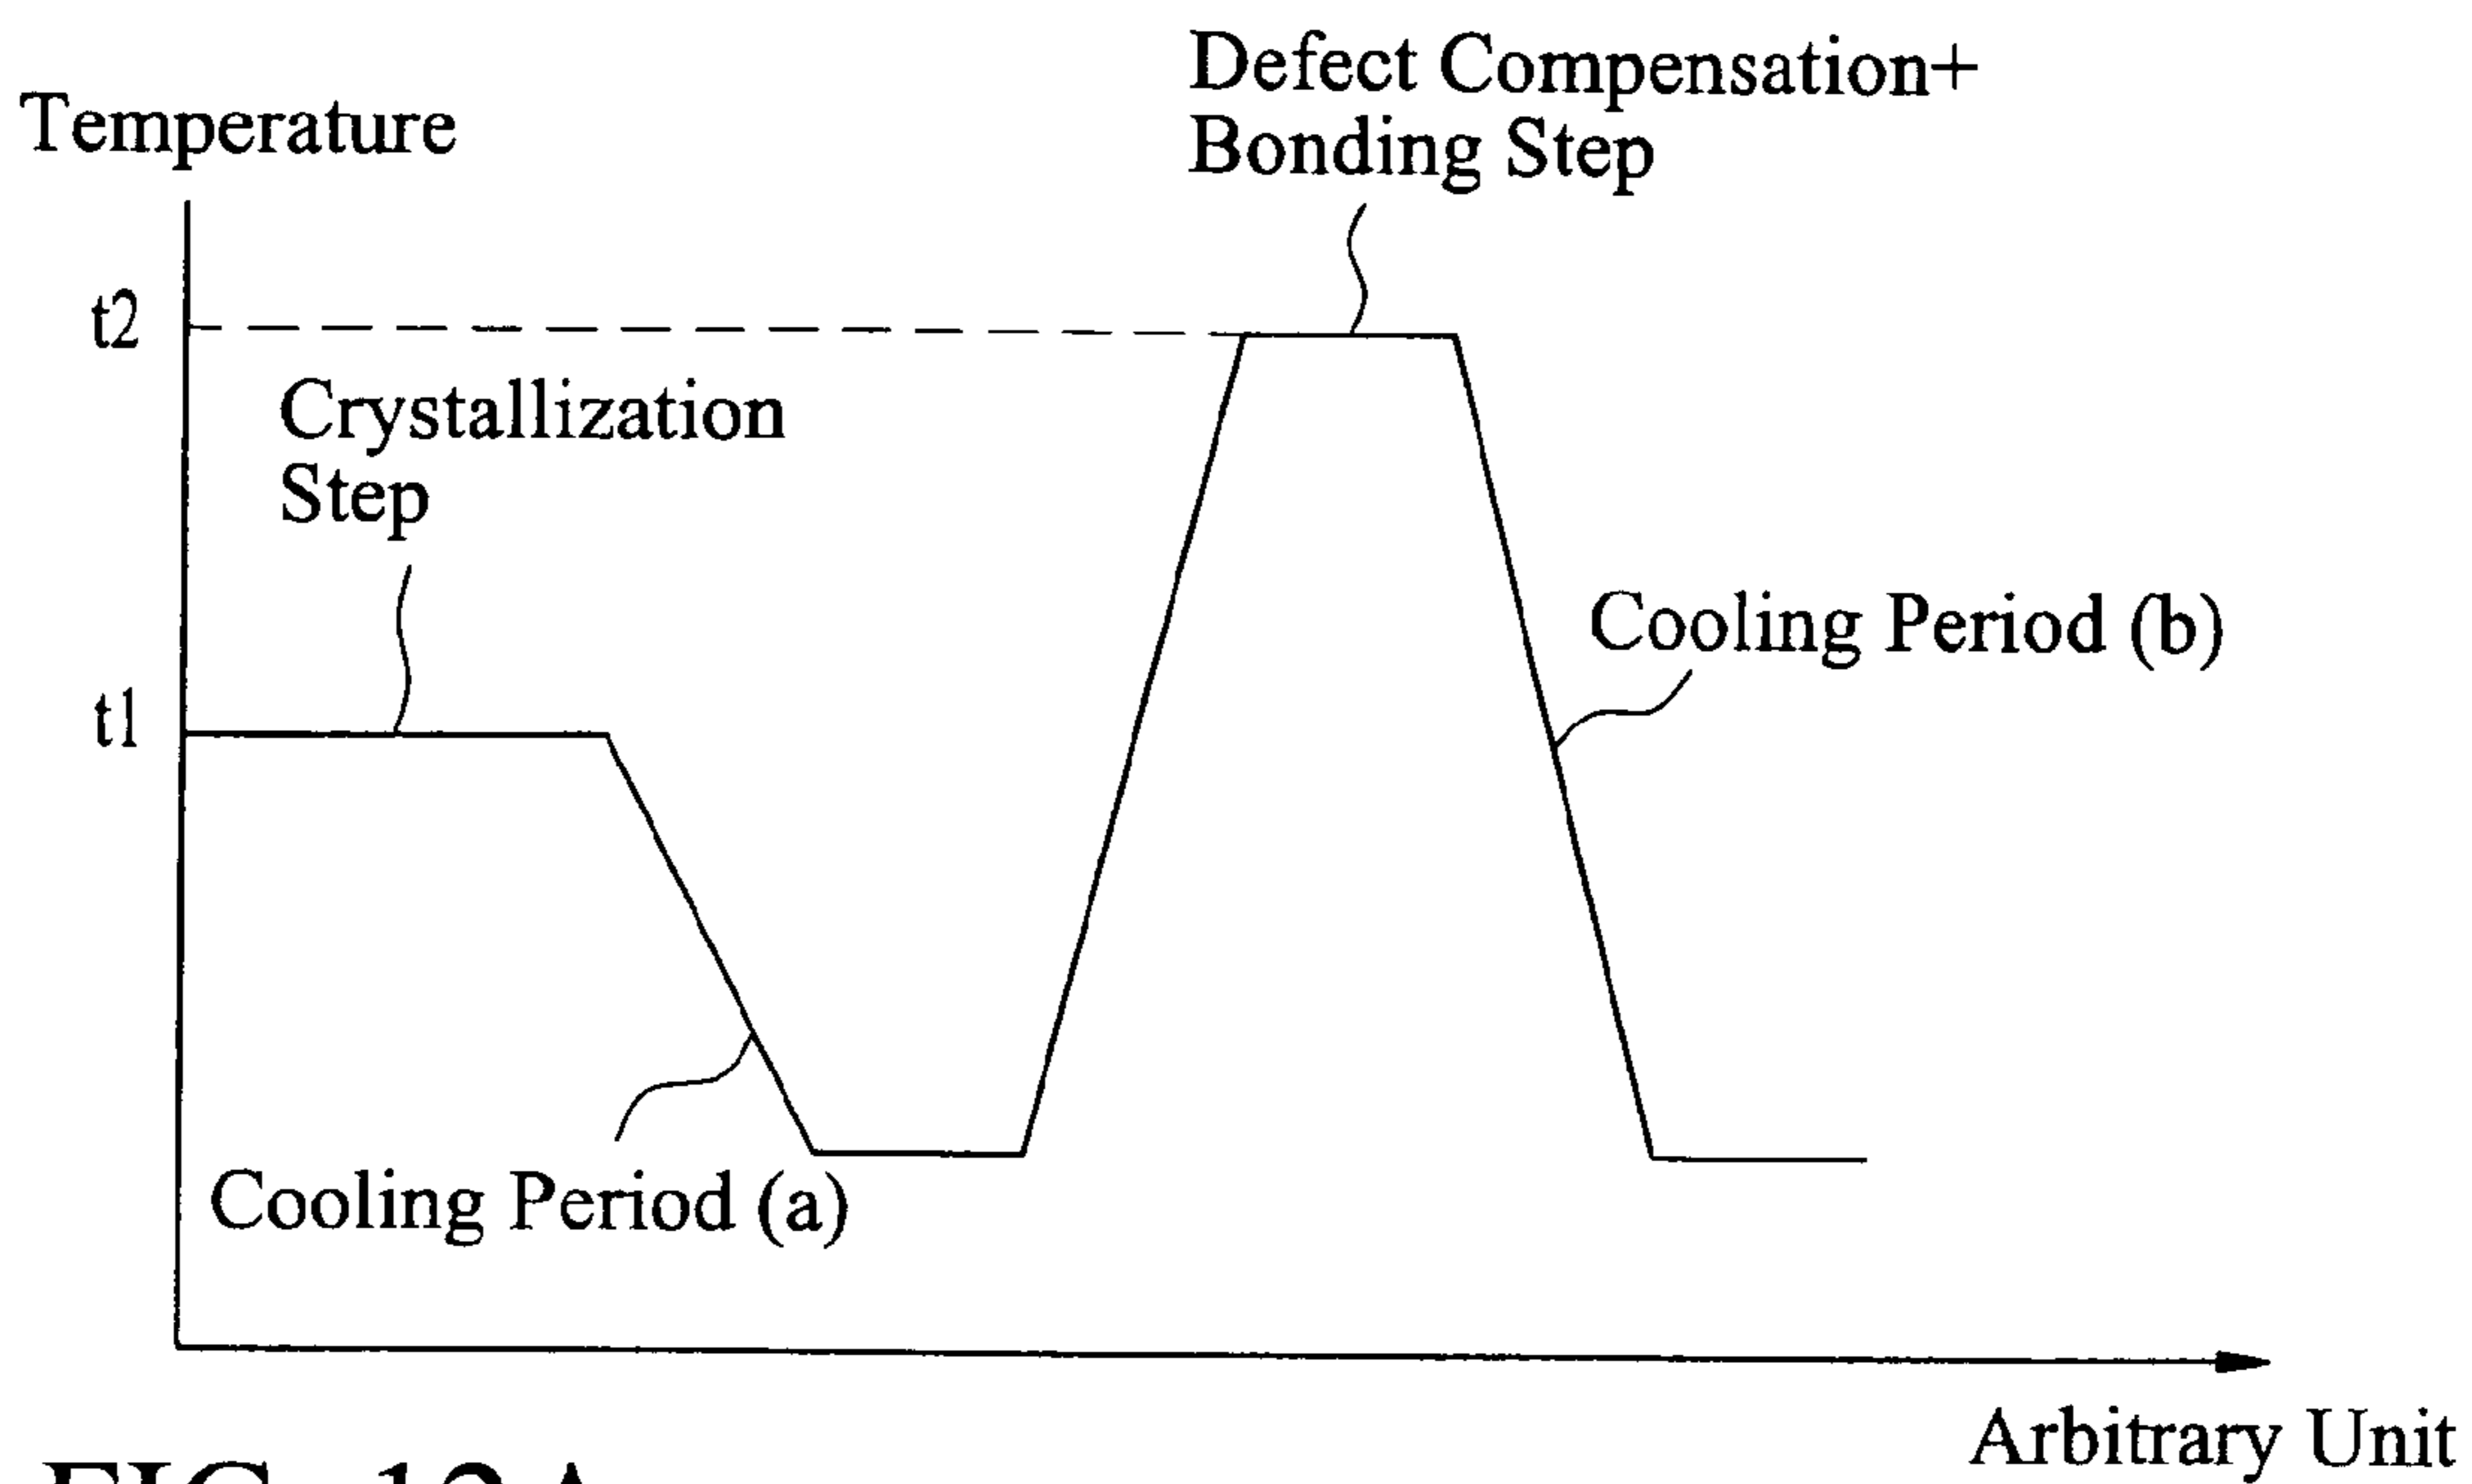 Defect Compensation+
Bonding Step
Temperature
t2
Crystallization
Step
Cooling Period (b)
t1
Cooling Period (a)
Arbitrary Unit